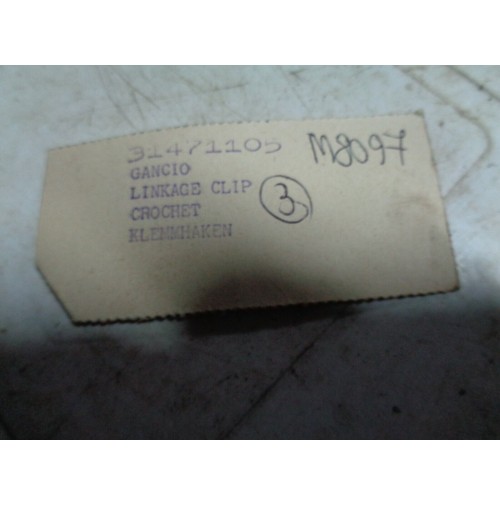 31471105 M8097
GANCIO
LINKAGE CLIP 3
CROCHET
KLEMMHAKEN